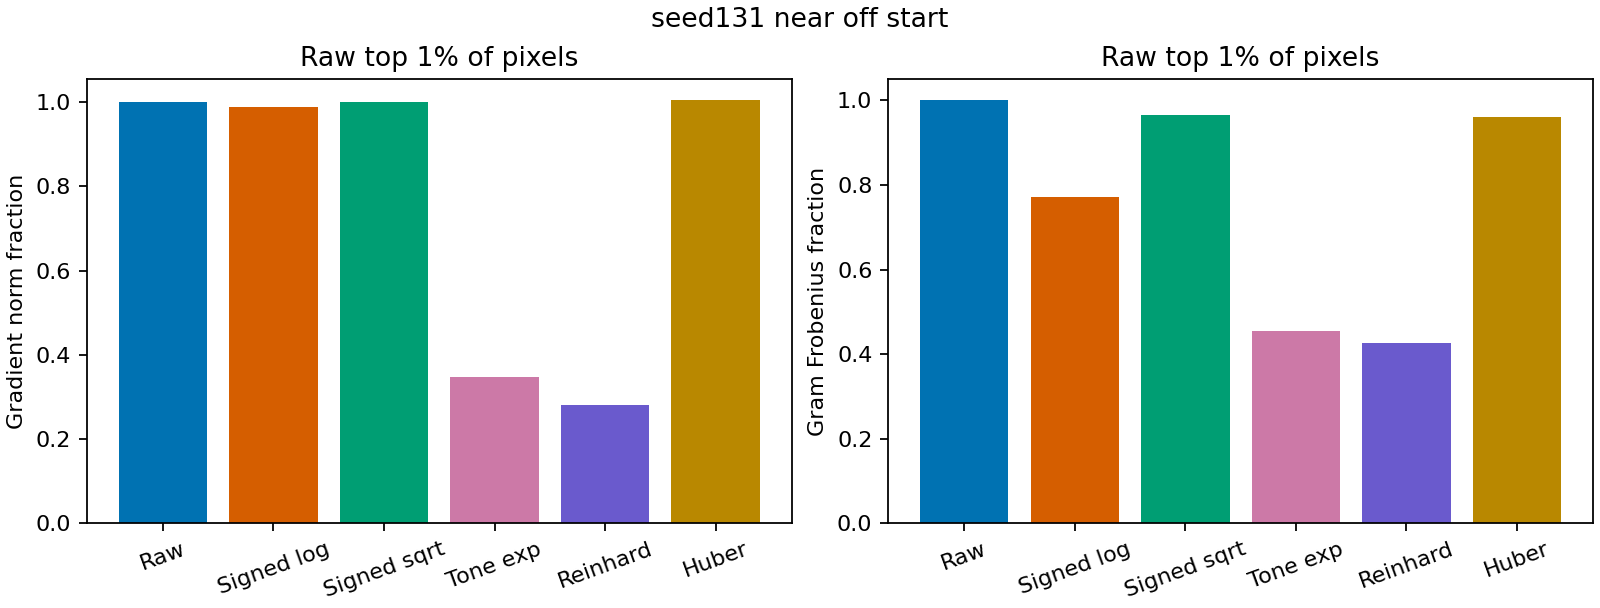 seed131 near off start
Raw top 1% of pixels
Gradient norm fraction
1.0
0.8
0.6
0.4
0.2
0.0
Raw
Signed log
Signed sqrt
Tone exp
Reinhard
Huber
Raw top 1% of pixels
Gram Frobenius fraction
1.0
0.8
0.6
0.4
0.2
0.0
Raw
Signed log
Signed sqrt
Tone exp
Reinhard
Huber